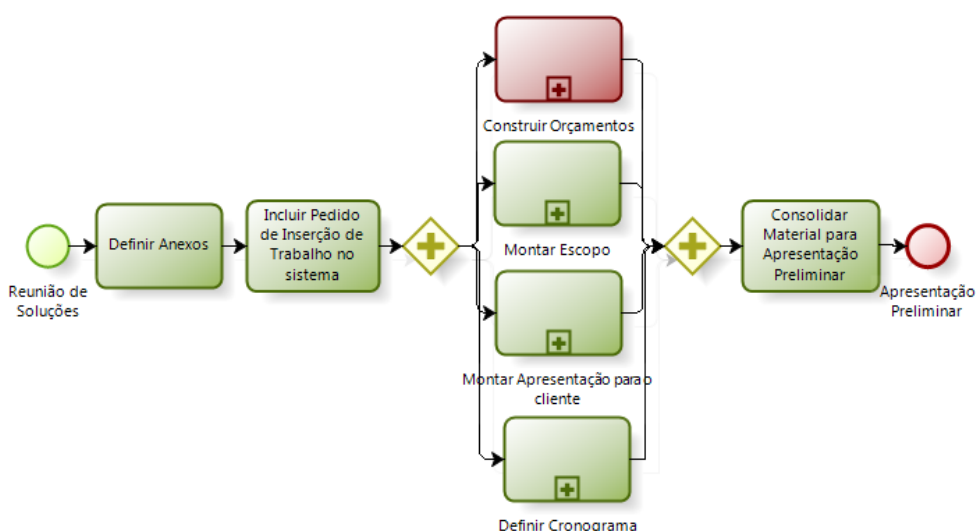 Reunião de
Soluções
Definir Anexos
Incluir Pedido
de Inserção de
Trabalho no
sistema
Construir Orçamentos
Montar Escopo
Montar Apresentação para o
cliente
Definir Cronograma
Consolidar
Material para
Apresentação
Preliminar
Apresentação
Preliminar